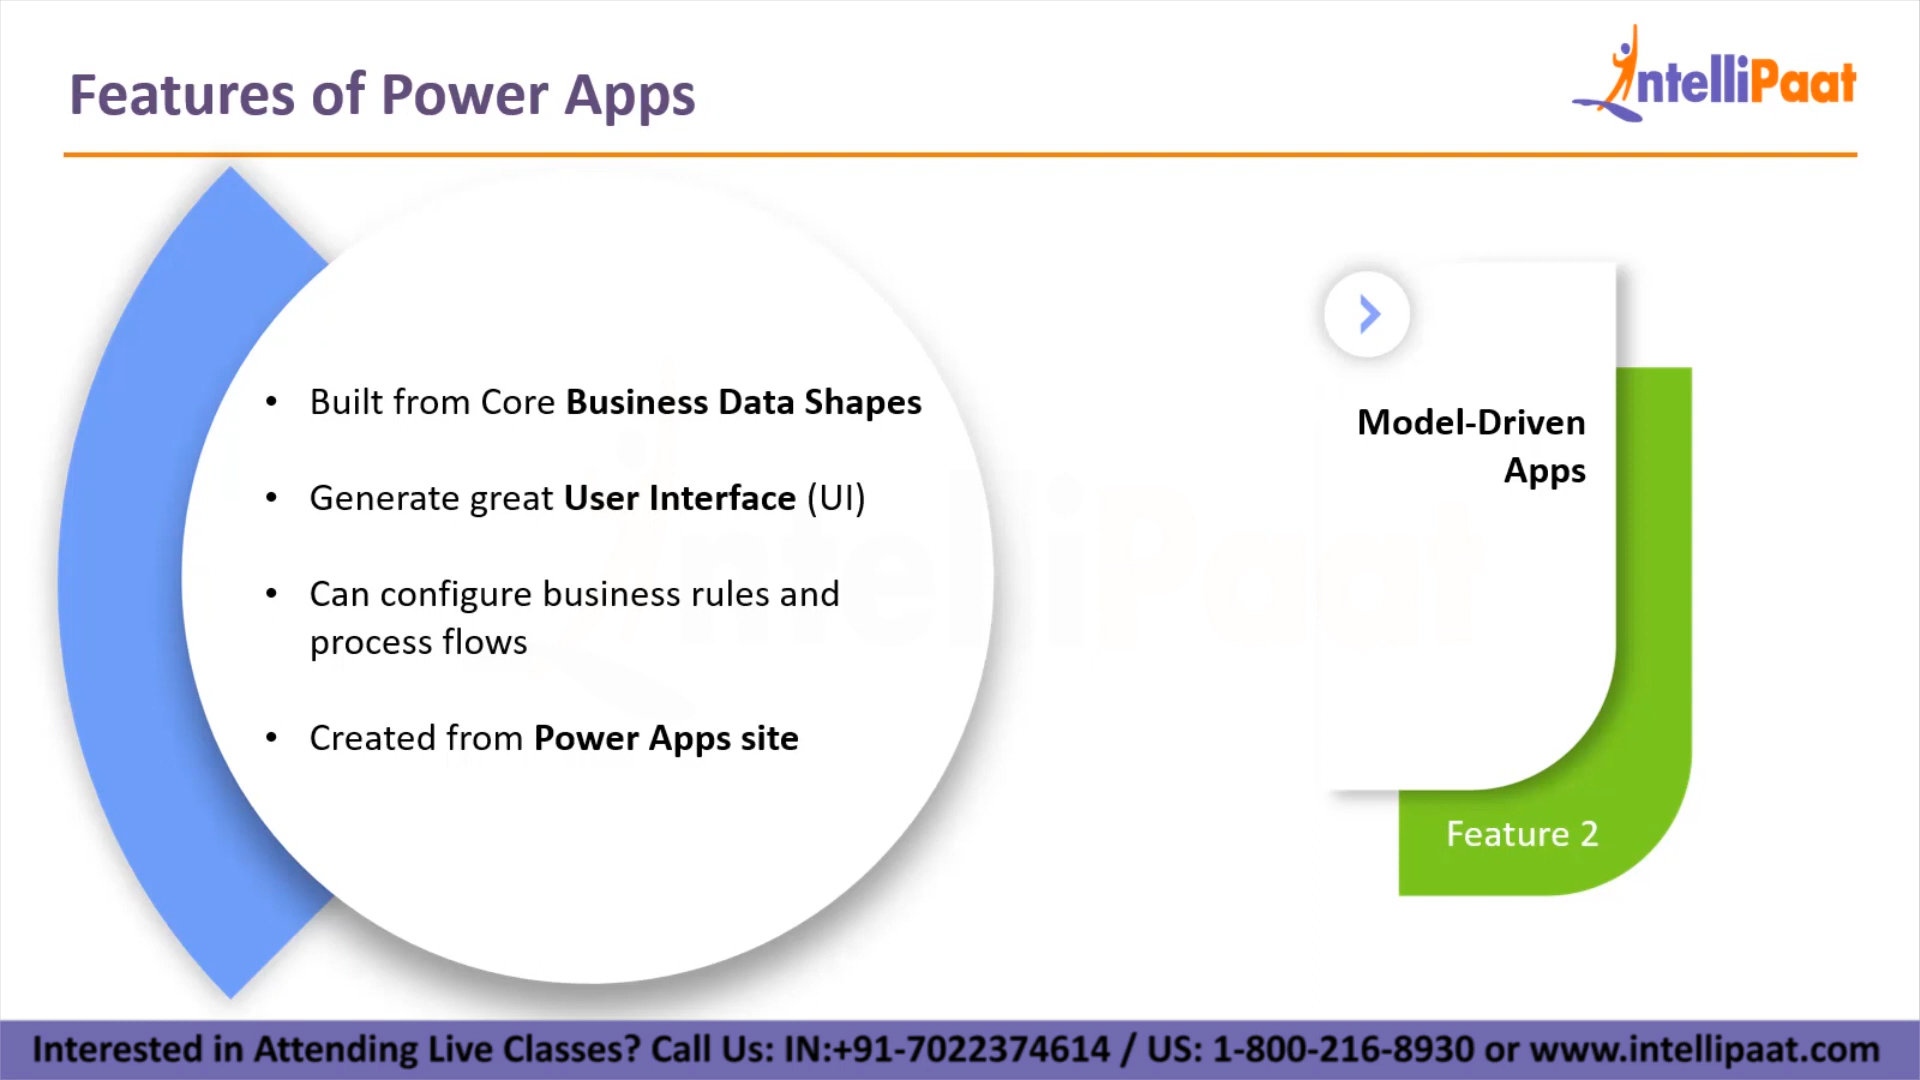 Features of Power Apps
IntelliPaat
• Built from Core Business Data Shapes
• Generate great User Interface (UI)
• Can configure business rules and
process flows
• Created from Power Apps site
Model-Driven
Apps
Feature 2
Interested in Attending Live Classes? Call Us: IN:+91-7022374614 / US: 1-800-216-8930 or www.intellipaat.com